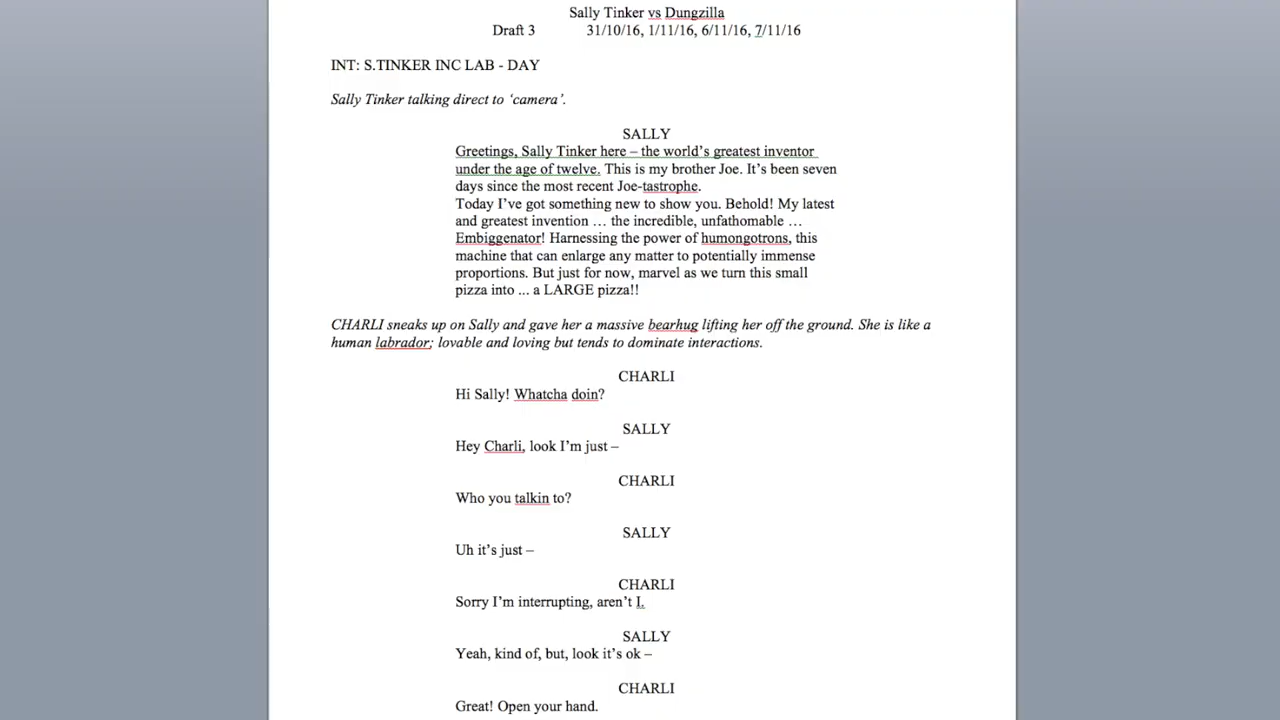 Sally Tinker vs Dungzilla
Draft 3 31/10/16, 1/11/16, 6/11/16, 7/11/16
INT: S.TINKER INC LAB - DAY
Sally Tinker talking direct to ‘camera’.
SALLY
Greetings, Sally Tinker here – the world’s greatest inventor
under the age of twelve. This is my brother Joe. It’s been seven
days since the most recent Joe-tastrophe.
Today I’ve got something new to show you. Behold! My latest
and greatest invention … the incredible, unfathomable …
Embiggenator! Harnessing the power of humongotrons, this
machine that can enlarge any matter to potentially immense
proportions. But just for now, marvel as we turn this small
pizza into ... a LARGE pizza!!
CHARLI sneaks up on Sally and gave her a massive bearhug lifting her off the ground. She is like a
human labrador; lovable and loving but tends to dominate interactions.
CHARLI
Hi Sally! Whatcha doin?
SALLY
Hey Charli, look I’m just –
CHARLI
Who you talkin to?
SALLY
Uh it’s just –
CHARLI
Sorry I’m interrupting, aren’t I.
SALLY
Yeah, kind of, but, look it’s ok –
CHARLI
Great! Open your hand.